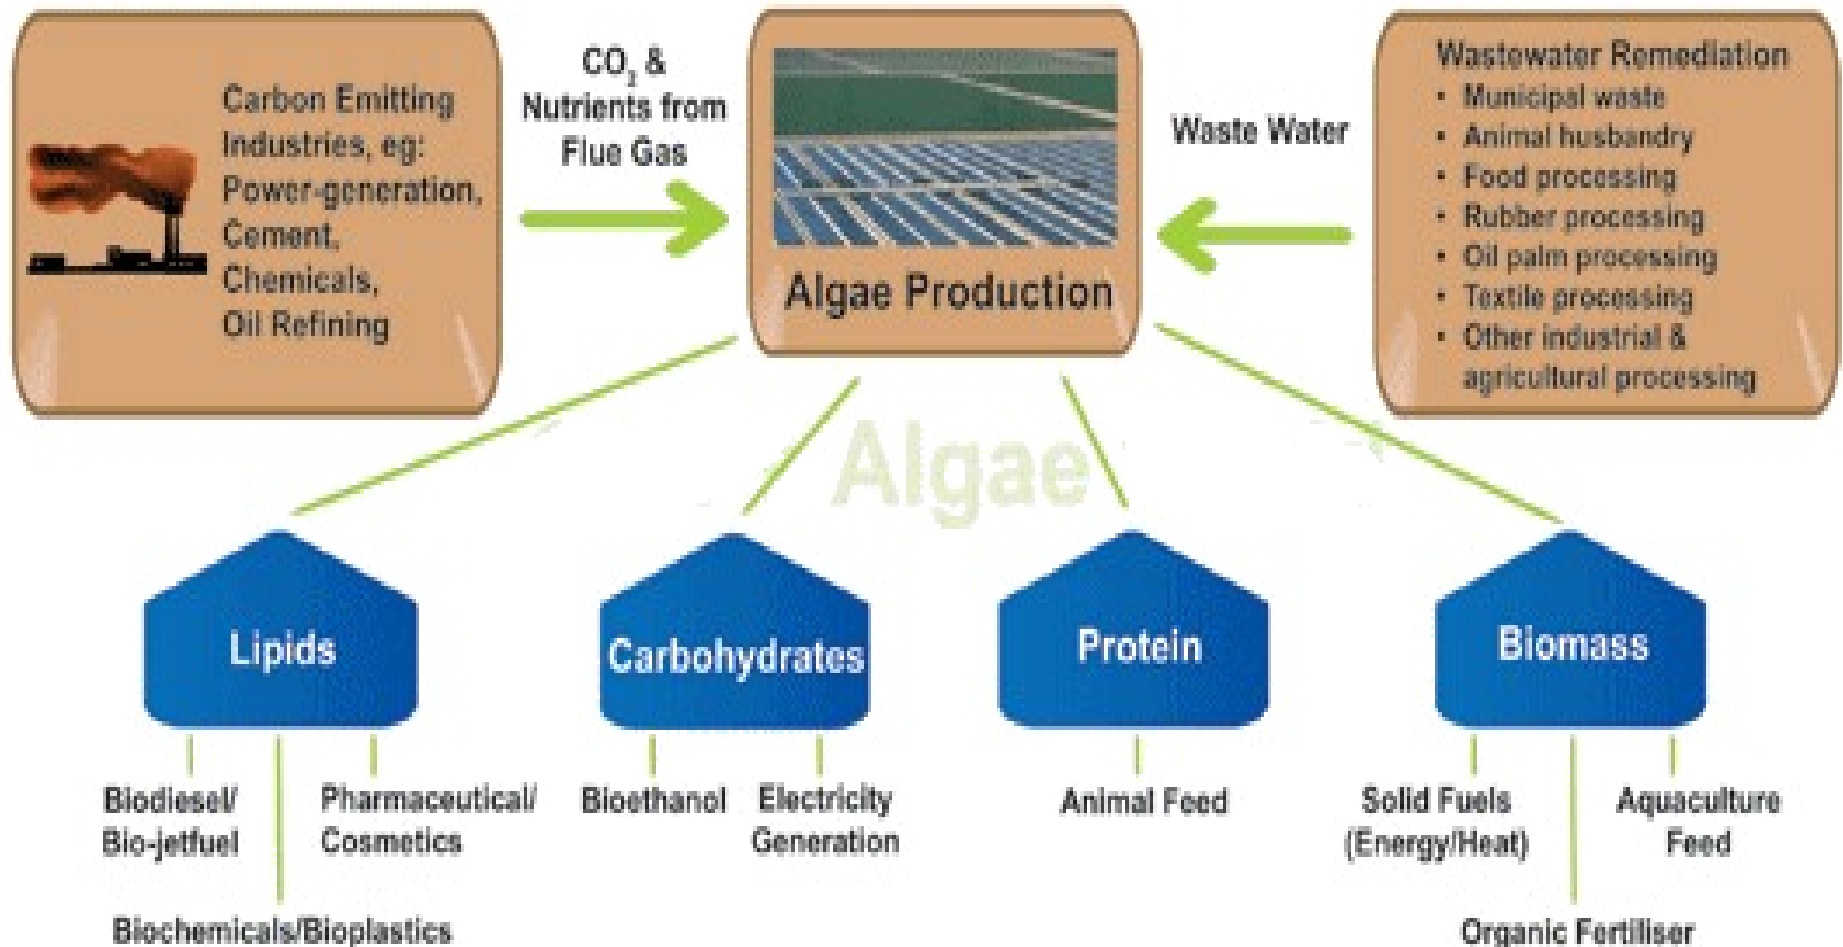 Carbon Emitting
Industries, eg:
Power-generation,
Cement,
Chemicals,
Oil Refining
CO₂ &
Nutrients from
Flue Gas
Algae Production
Waste Water
Wastewater Remediation
• Municipal waste
• Animal husbandry
• Food processing
• Rubber processing
• Oil palm processing
• Textile processing
• Other industrial &
agricultural processing
Algae
Lipids
Carbohydrates
Protein
Biomass
Biodiesel/
Bio-jetfuel
Pharmaceutical/
Cosmetics
Biochemicals/Bioplastics
Bioethanol
Electricity
Generation
Animal Feed
Solid Fuels
(Energy/Heat)
Aquaculture
Feed
Organic Fertiliser